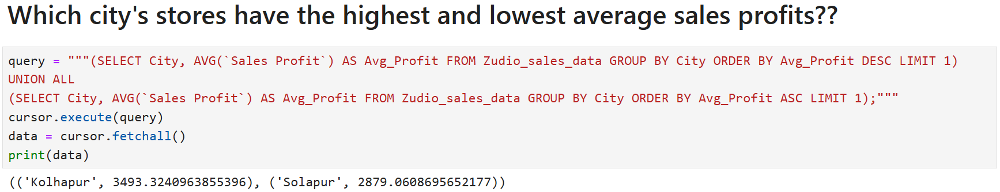 Which city's stores have the highest and lowest average sales profits??
query = """(SELECT City, AVG(`Sales Profit`) AS Avg_Profit FROM Zudio_sales_data GROUP BY City ORDER BY Avg_Profit DESC LIMIT 1)
UNION ALL
(SELECT City, AVG(`Sales Profit`) AS Avg_Profit FROM Zudio_sales_data GROUP BY City ORDER BY Avg_Profit ASC LIMIT 1);"""
cursor.execute(query)
data = cursor.fetchall()
print(data)
(('Kolhapur', 3493.3240963855396), ('Solapur', 2879.0608695652177))